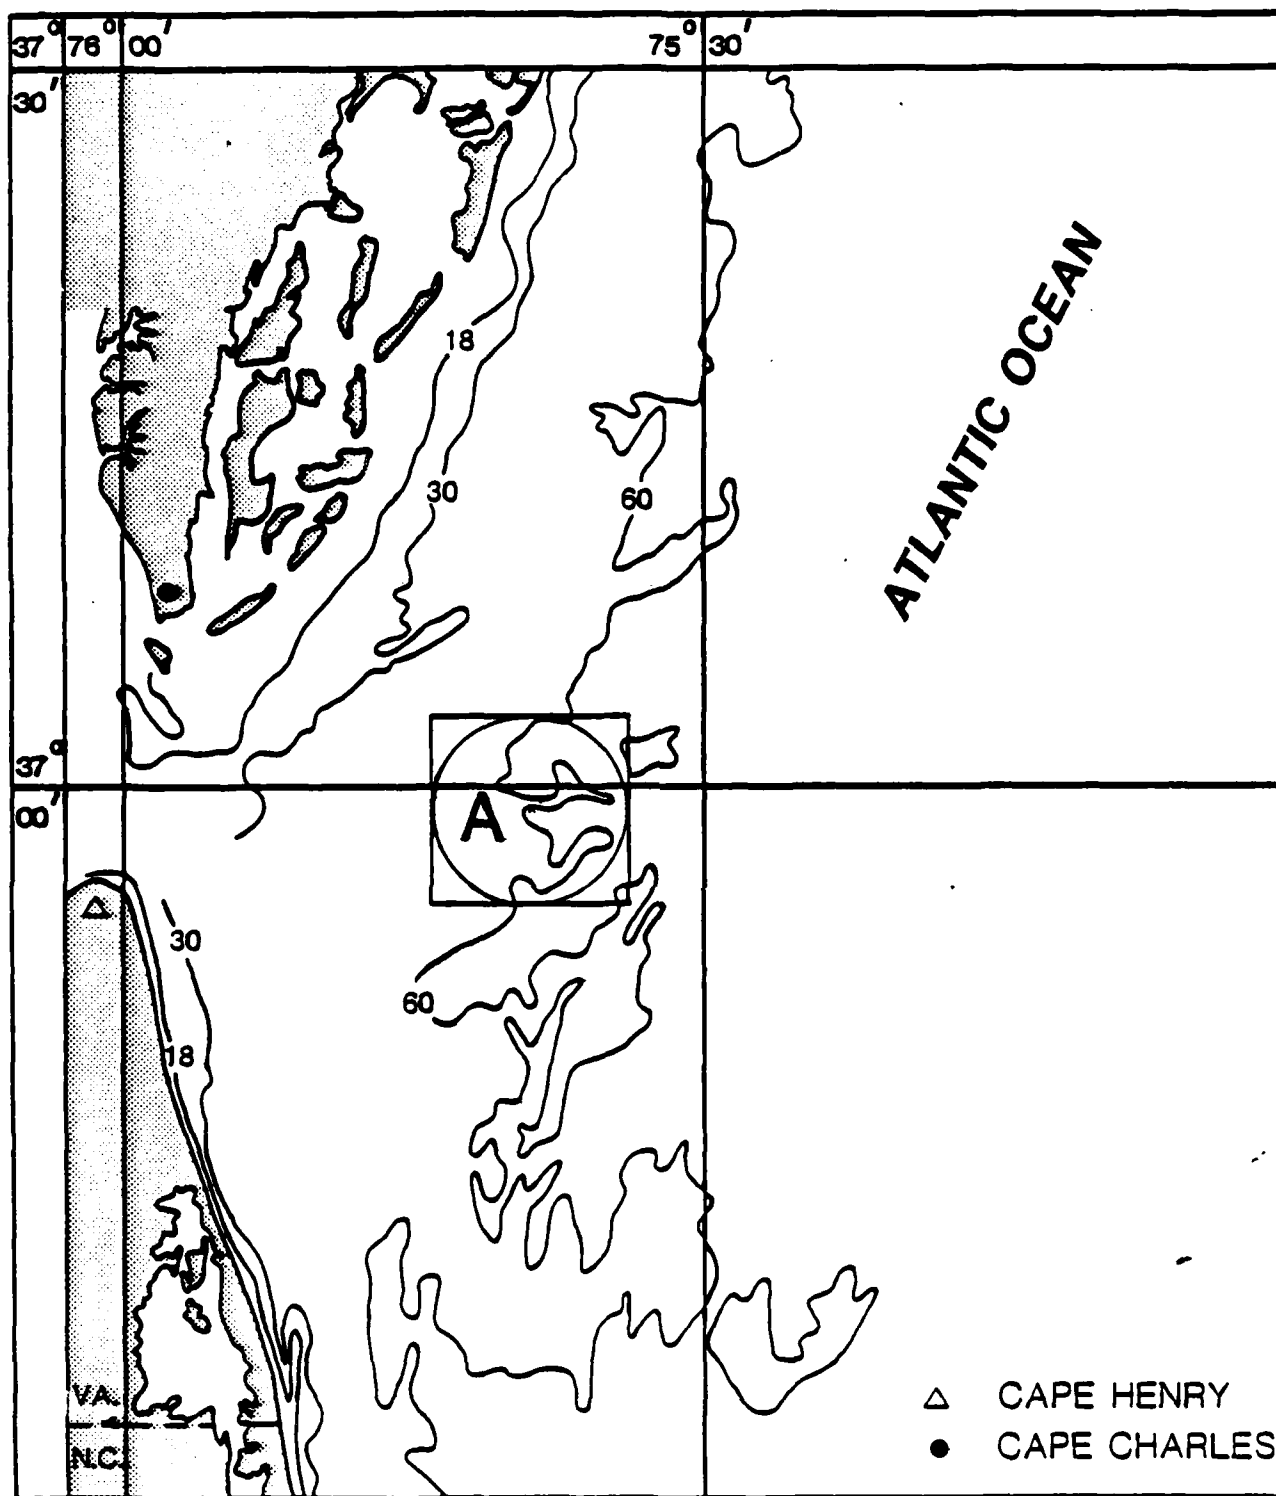 37° 76° 00' 75° 30'
30'
ATLANTIC OCEAN
18
30
60
37°
00'
A
30
60
18
VA.
N.C.
△ CAPE HENRY
● CAPE CHARLES